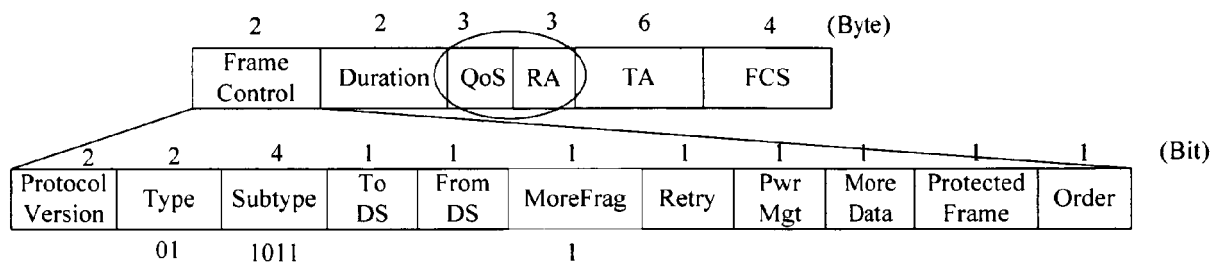 2 2 3 3 6 4 (Byte)
Frame Control Duration QoS RA TA FCS
2 2 4 1 1 1 1 1 1 1 1 (Bit)
Protocol Version Type Subtype To DS From DS MoreFrag Retry Pwr Mgt More Data Protected Frame Order
01 1011 1